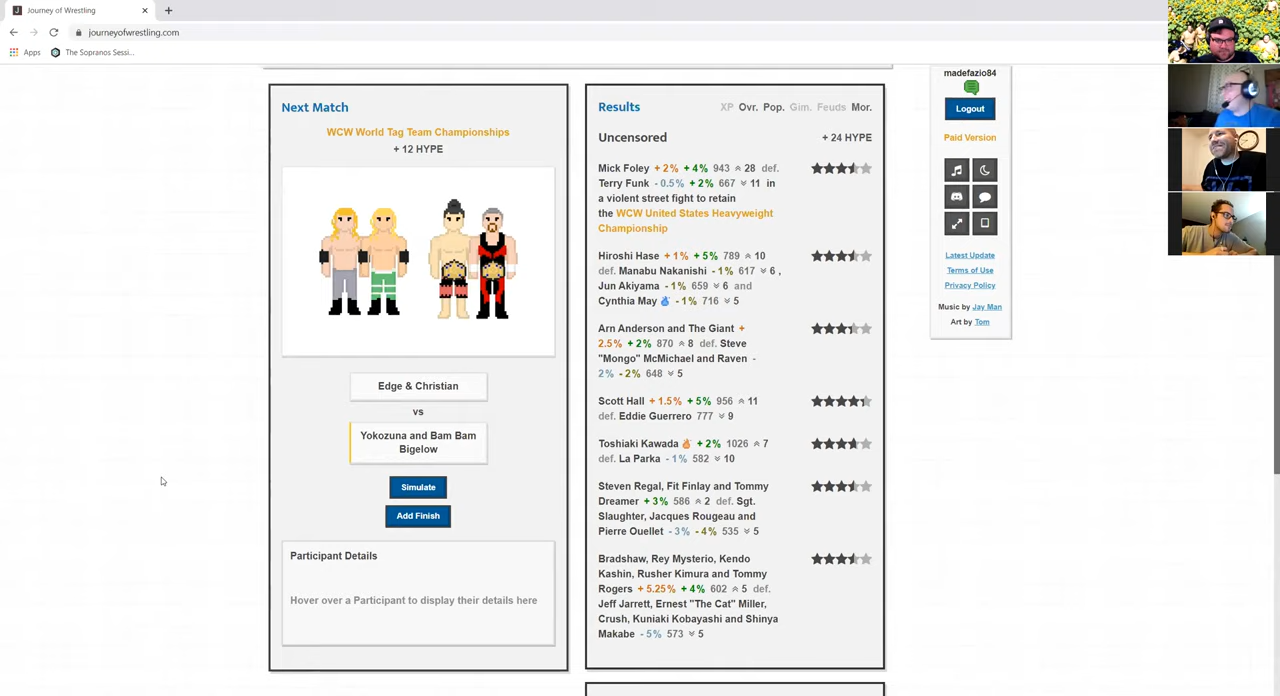 Journey of Wrestling
journeyofwrestling.com
Apps
The Sopranos Sessi...
Next Match
WCW World Tag Team Championships
+ 12 HYPE
Edge & Christian
vs
Yokozuna and Bam Bam
Bigelow
Simulate
Add Finish
Participant Details
Hover over a Participant to display their details here
Results
XP Ovr. Pop. Gim. Feuds Mor.
Uncensored
+ 24 HYPE
Mick Foley + 2% + 4% 943 28 def.
Terry Funk - 0.5% + 2% 667 11 in
a violent street fight to retain
the WCW United States Heavyweight
Championship
Hiroshi Hase + 1% + 5% 789 10
def. Manabu Nakanishi - 1% 617 6 ,
Jun Akiyama - 1% 659 6 and
Cynthia May - 1% 716 5
Arn Anderson and The Giant +
2.5% + 2% 870 8 def. Steve
"Mongo" McMichael and Raven -
2% - 2% 648 5
Scott Hall + 1.5% + 5% 956 11
def. Eddie Guerrero 777 9
Toshiaki Kawada + 2% 1026 7
def. La Parka - 1% 582 10
Steven Regal, Fit Finlay and Tommy
Dreamer + 3% 586 2 def. Sgt.
Slaughter, Jacques Rougeau and
Pierre Ouellet - 3% - 4% 535 5
Bradshaw, Rey Mysterio, Kendo
Kashin, Rusher Kimura and Tommy
Rogers + 5.25% + 4% 602 5 def.
Jeff Jarrett, Ernest "The Cat" Miller,
Crush, Kuniaki Kobayashi and Shinya
Makabe - 5% 573 5
madefazio84
Logout
Paid Version
Latest Update
Terms of Use
Privacy Policy
Music by Jay Man
Art by Tom